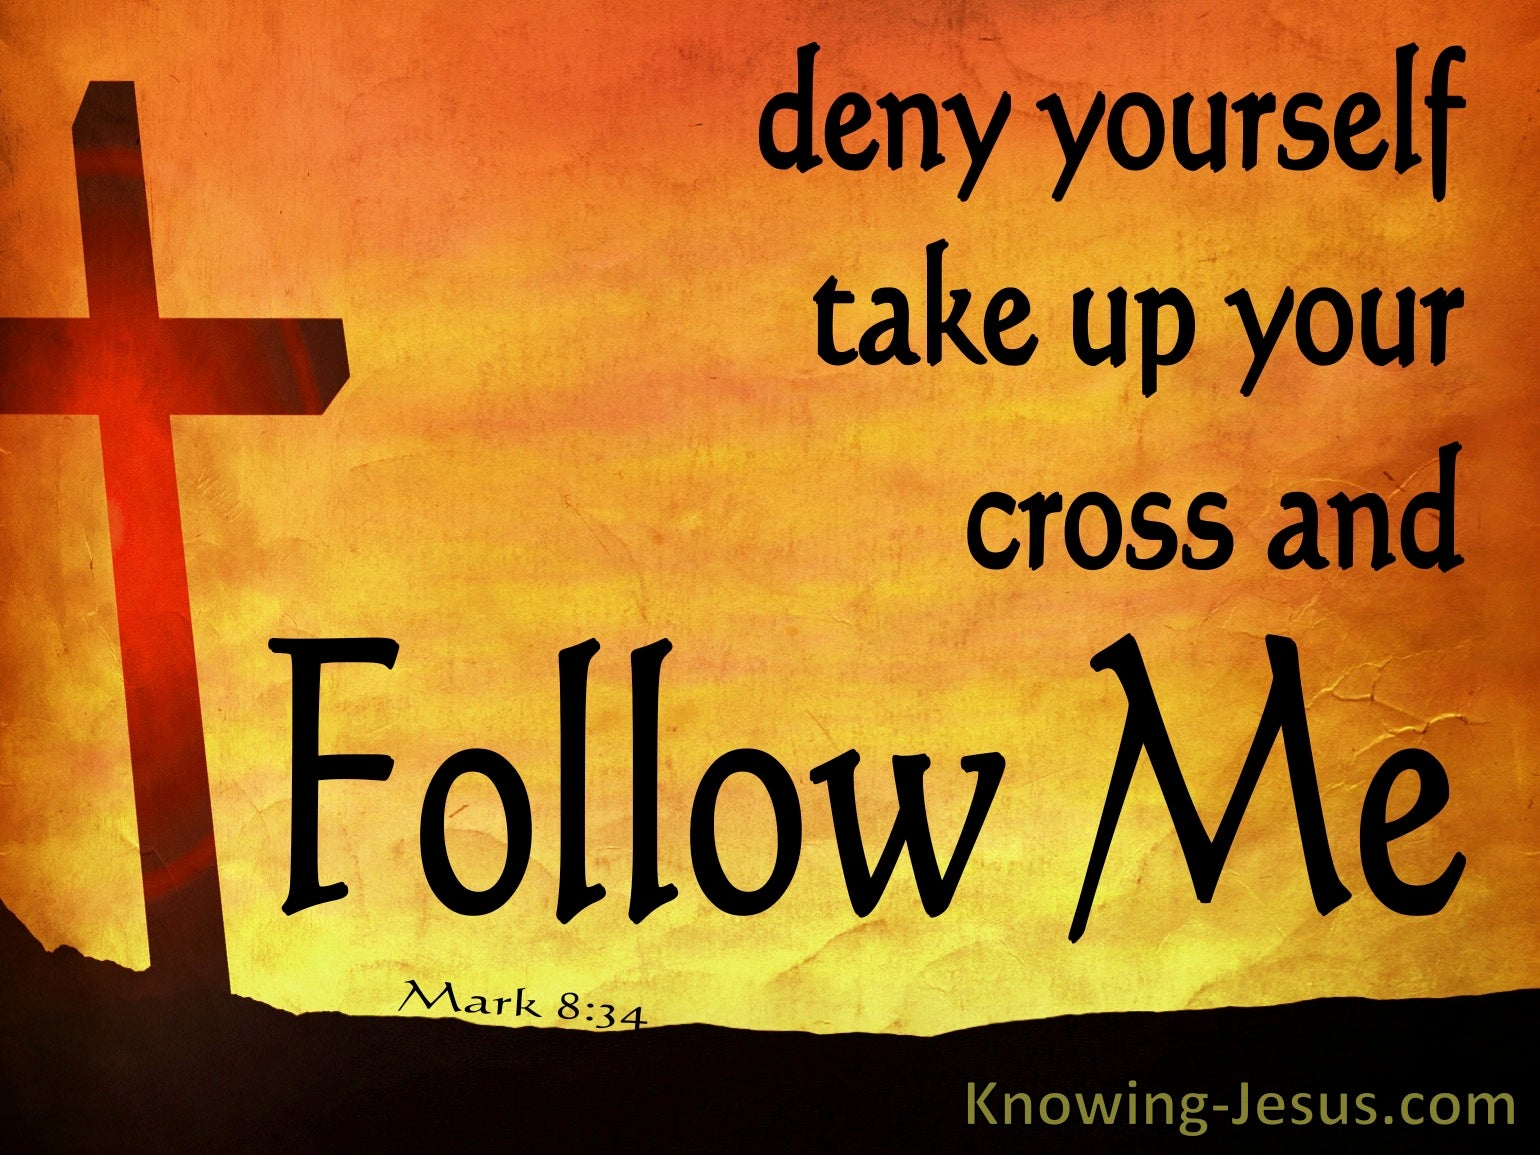 deny yourself
take up your
cross and
Follow Me
Mark 8:34
Knowing-Jesus.com